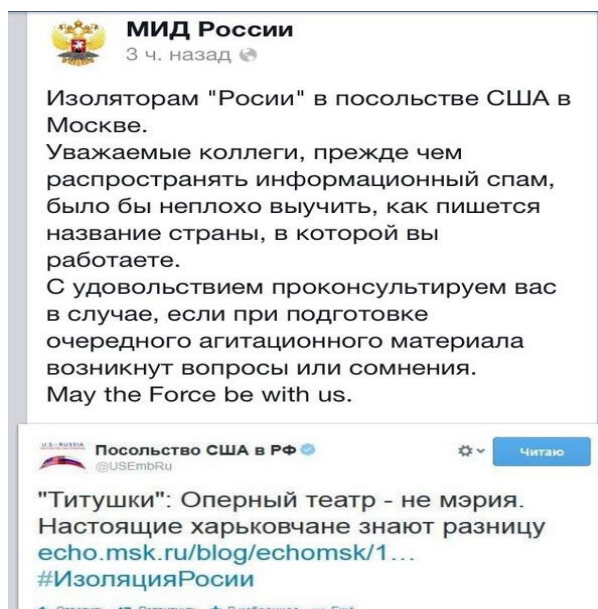 МИД России
3 ч. назад
Изоляторам "Росии" в посольстве США в
Москве.
Уважаемые коллеги, прежде чем
распространять информационный спам,
было бы неплохо выучить, как пишется
название страны, в которой вы
работаете.
С удовольствием проконсультируем вас
в случае, если при подготовке
очередного агитационного материала
возникнут вопросы или сомнения.
May the Force be with us.
U.S.-RUSSIA
Посольство США в РФ
@USEmbRu
Читаю
"Титушки": Оперный театр - не мэрия.
Настоящие харьковчане знают разницу
echo.msk.ru/blog/echomsk/1...
#ИзоляцияРосии